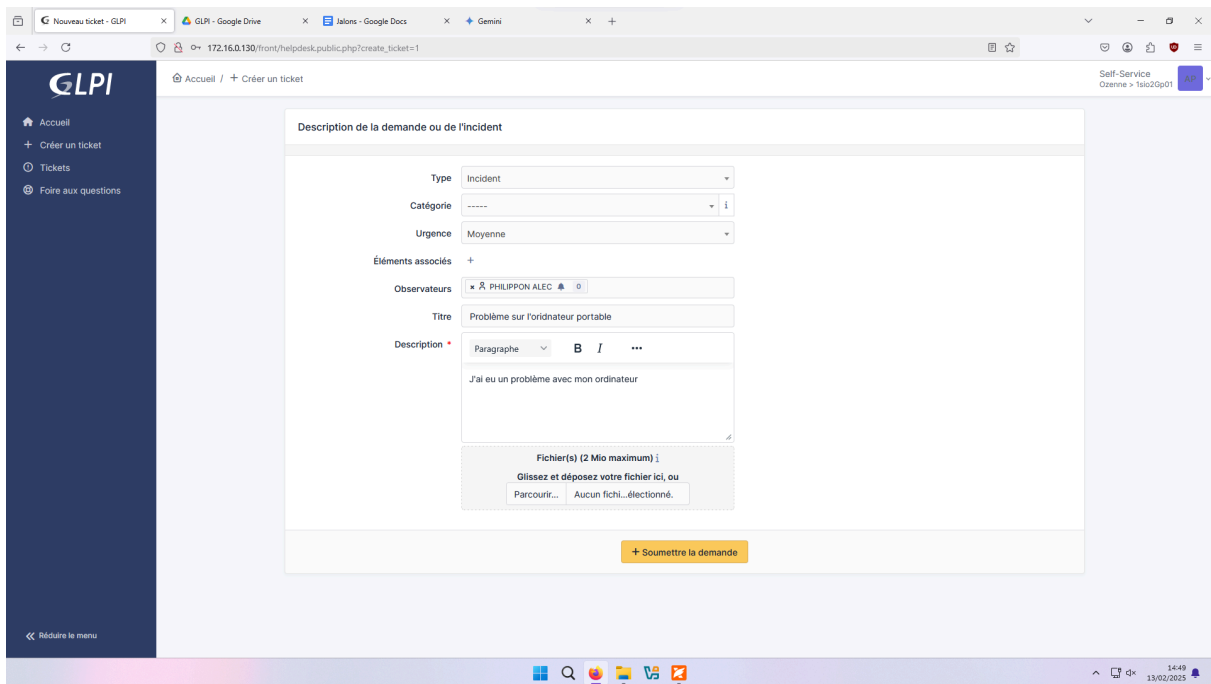 Nouveau ticket - GLPI
GLPI - Google Drive
Jalons - Google Docs
Gemini
172.16.0.130/front/helpdesk.public.php?create_ticket=1
GLPI
Accueil / + Créer un ticket
Self-Service
Ozenne > 1sio2Gp01
AP
Accueil
+ Créer un ticket
Tickets
Foire aux questions
Description de la demande ou de l'incident
Type Incident
Catégorie ----- i
Urgence Moyenne
Éléments associés +
Observateurs × PHILIPPON ALEC 0
Titre Problème sur l'oridnateur portable
Description * Paragraphe B I ...
J'ai eu un problème avec mon ordinateur
Fichier(s) (2 Mio maximum) i
Glissez et déposez votre fichier ici, ou
Parcourir... Aucun fichi...électionné.
+ Soumettre la demande
Réduire le menu
14:49
13/02/2025